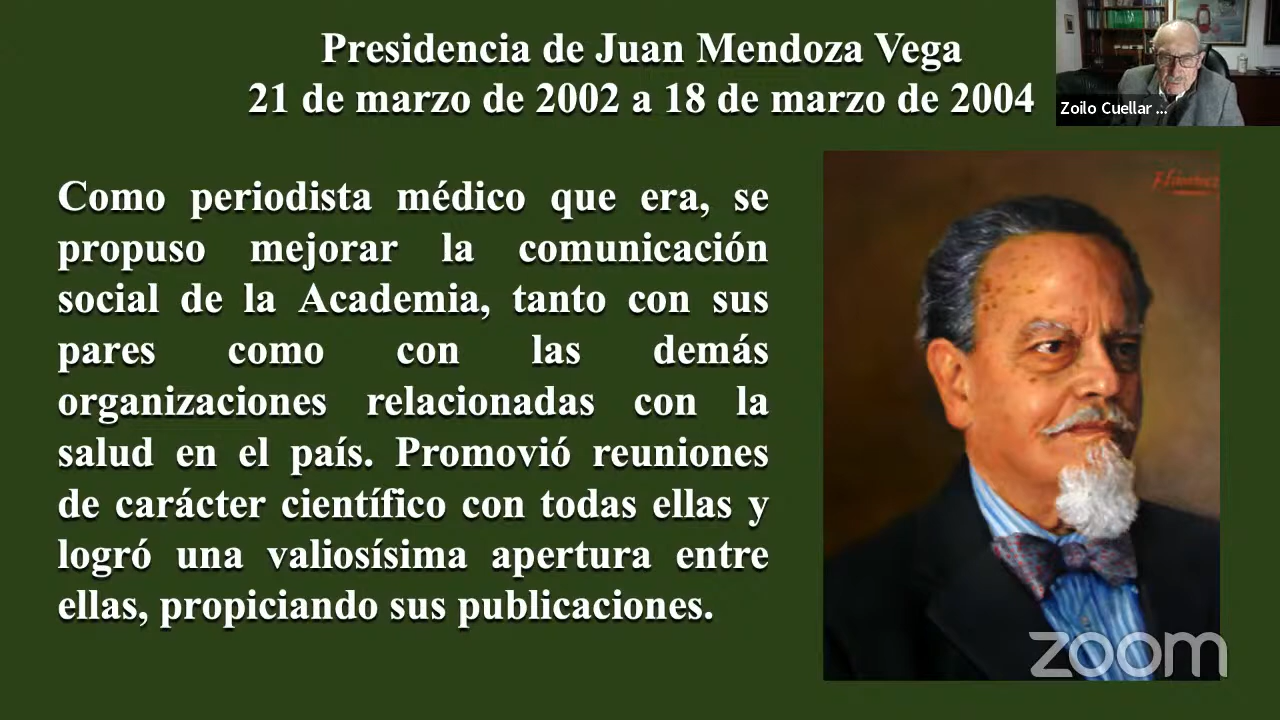 Presidencia de Juan Mendoza Vega
21 de marzo de 2002 a 18 de marzo de 2004
Zoilo Cuellar ...
Como periodista médico que era, se
propuso mejorar la comunicación
social de la Academia, tanto con sus
pares como con las demás
organizaciones relacionadas con la
salud en el país. Promovió reuniones
de carácter científico con todas ellas y
logró una valiosísima apertura entre
ellas, propiciando sus publicaciones.
zoom